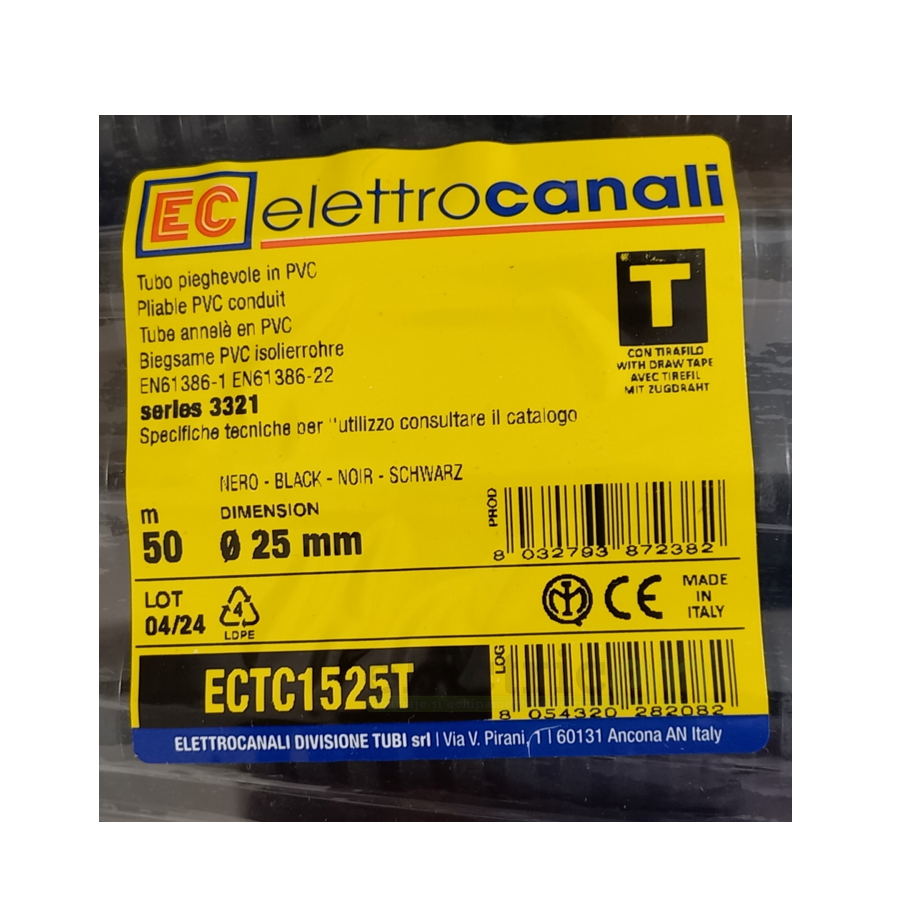 EC elettrocanali
Tubo pieghevole in PVC
Pliable PVC conduit
Tube annelè en PVC
Biegsame PVC isolierrohre
EN61386-1 EN61386-22
series 3321
Specifiche tecniche per l'utilizzo consultare il catalogo
T
CON TIRAFILO
WITH DRAW TAPE
AVEC TIREFIL
MIT ZUGDRAHT
NERO - BLACK - NOIR - SCHWARZ
m
50
DIMENSION
Ø 25 mm
PROD
8 032793 872382
LOT
04/24
4
LDPE
CE
MADE
IN
ITALY
ECTC1525T
LOG
8 054320 282082
ELETTROCANALI DIVISIONE TUBI srl | Via V. Pirani, 1 | 60131 Ancona AN Italy